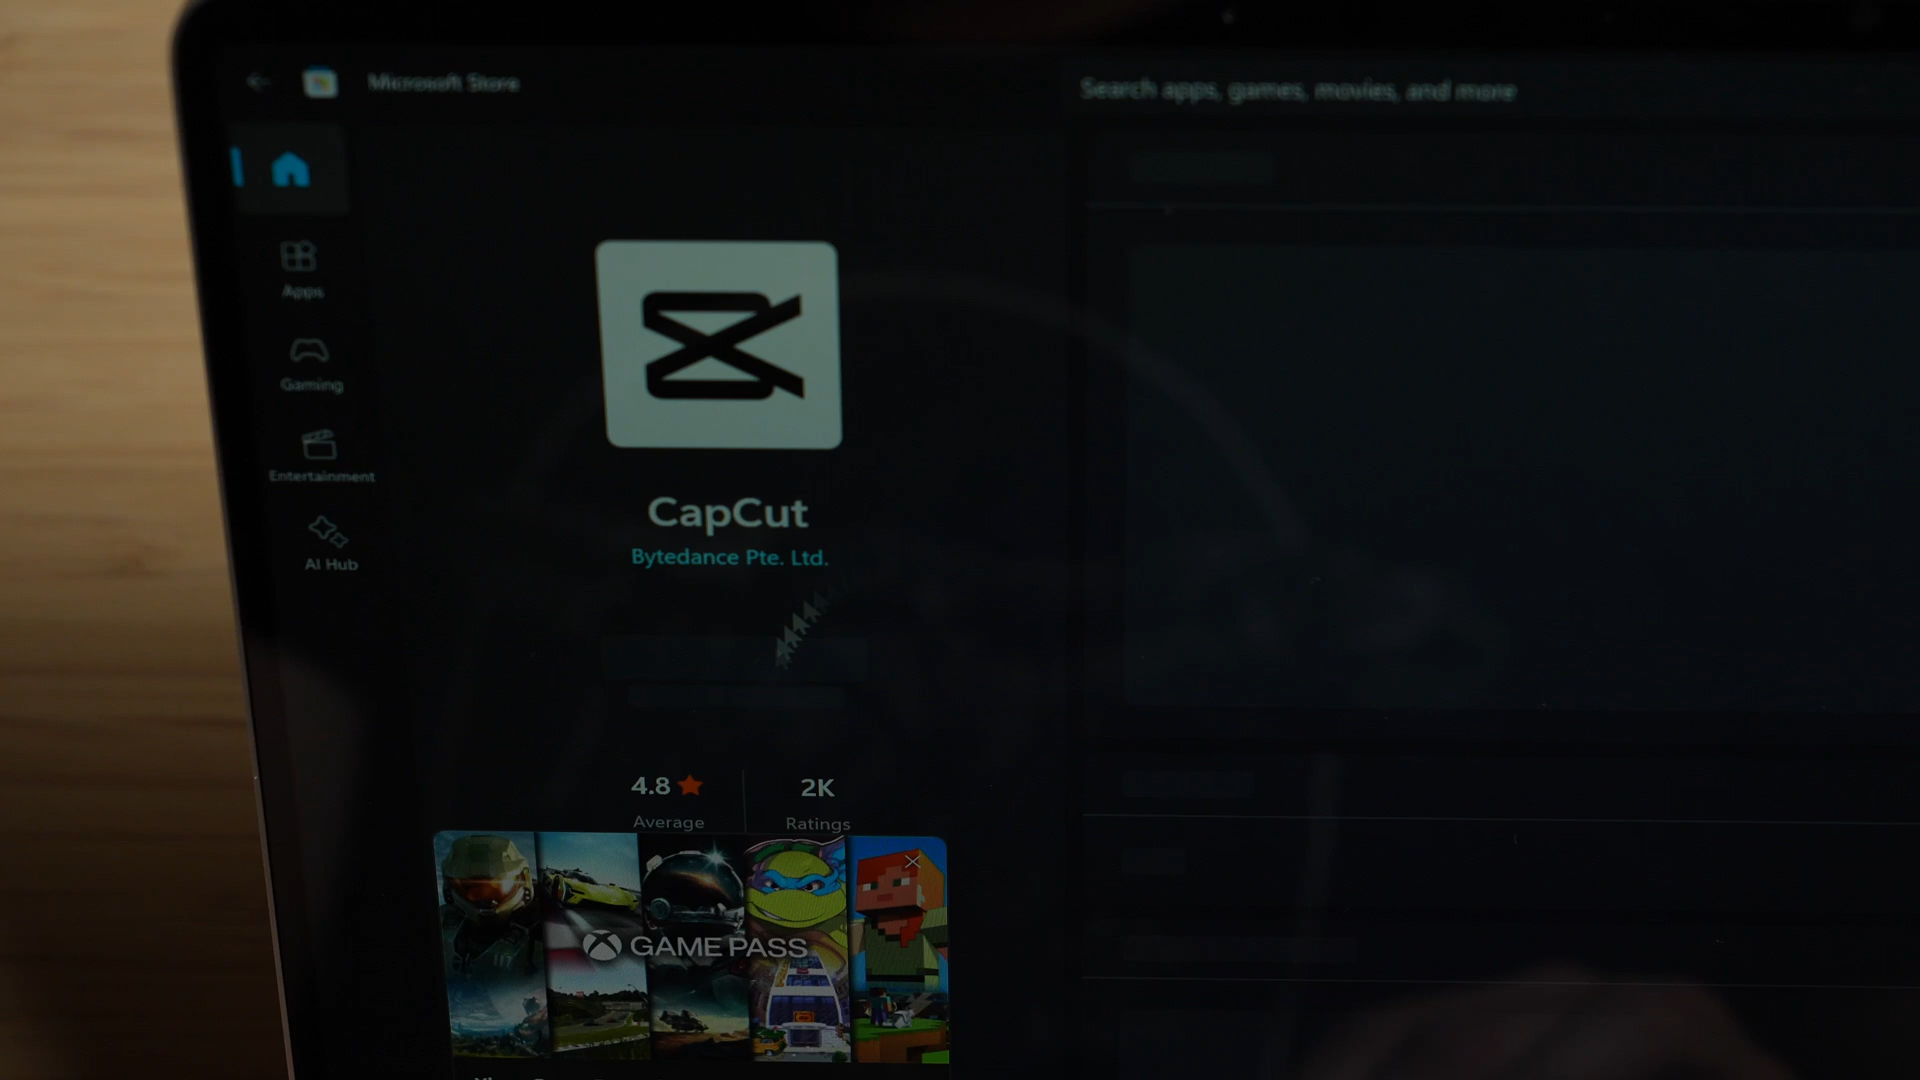 Microsoft Store
Search apps, games, movies, and more
Apps
Gaming
Entertainment
AI Hub
CapCut
Bytedance Pte. Ltd.
4.8
Average
2K
Ratings
GAME PASS